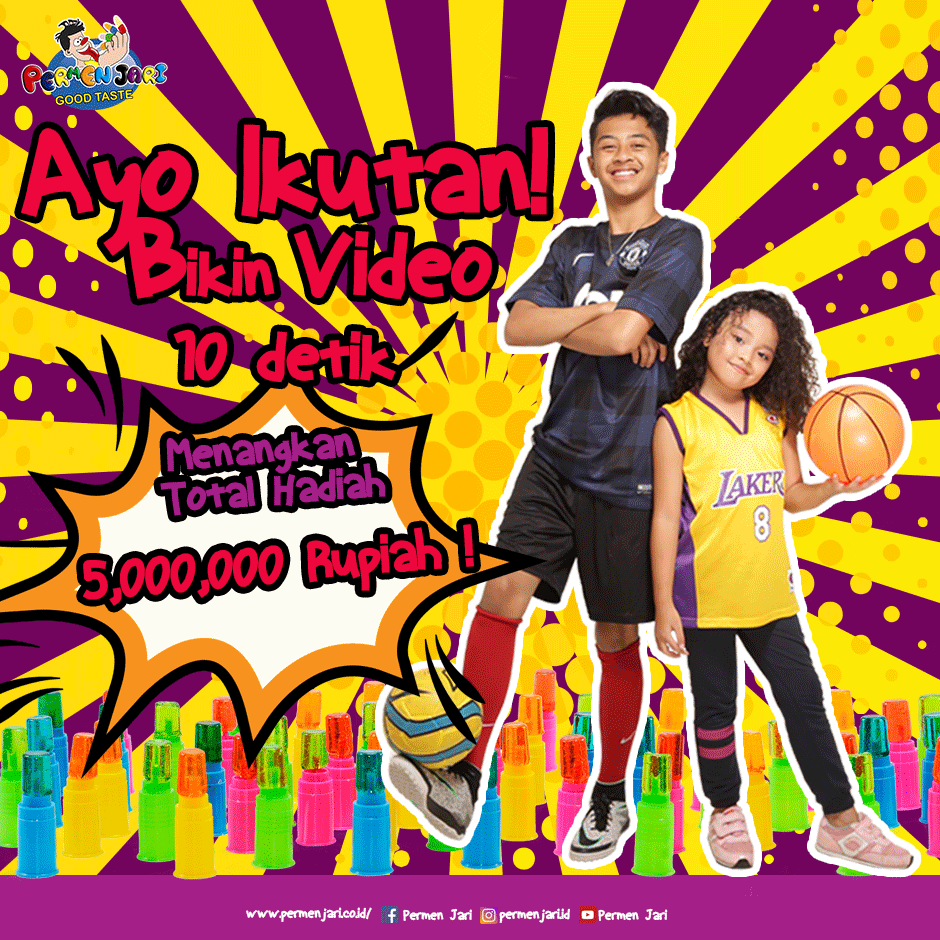 PERMEN JARI
GOOD TASTE
Ayo Ikutan!
Bikin Video
10 detik
Menangkan
Total Hadiah
5,000,000 Rupiah !
LAKERS
8
www.permenjari.co.id/ Permen Jari permenjari.id Permen Jari